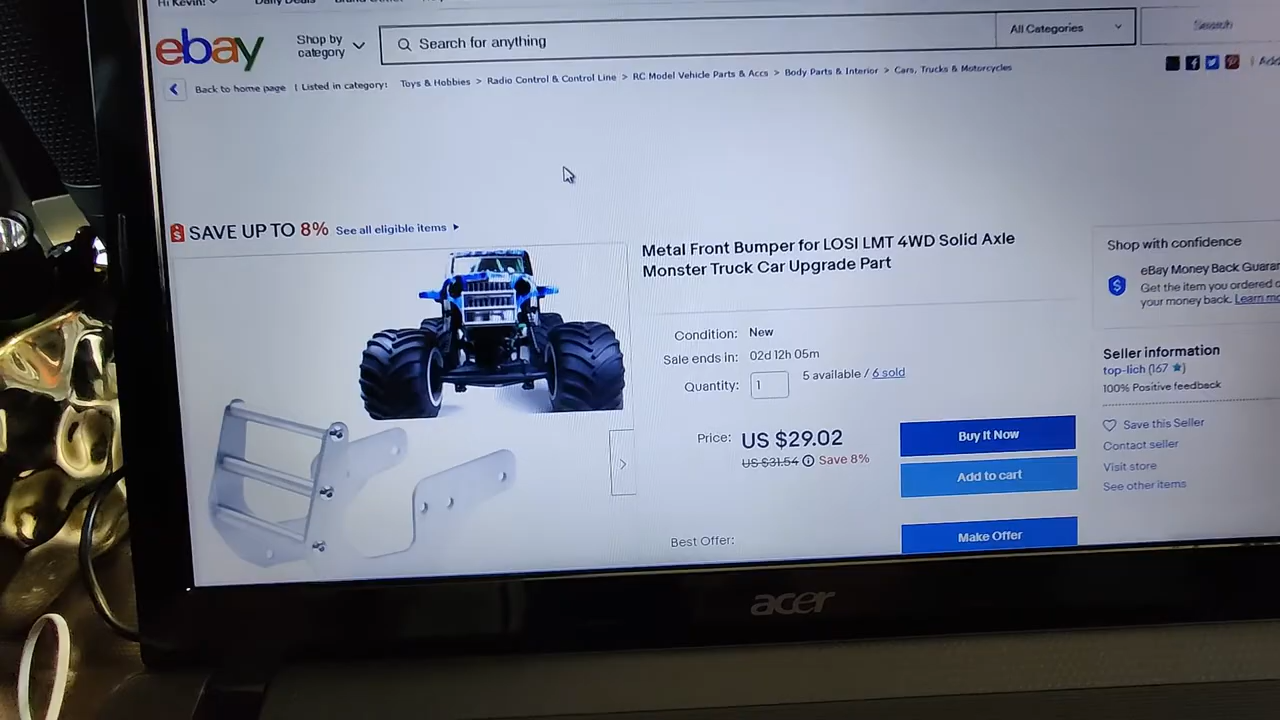 Hi Kevin!
Daily Deals
ebay
Shop by category
Search for anything
All Categories
Search
Back to home page | Listed in category: Toys & Hobbies > Radio Control & Control Line > RC Model Vehicle Parts & Accs > Body Parts & Interior > Cars, Trucks & Motorcycles
SAVE UP TO 8% See all eligible items
Metal Front Bumper for LOSI LMT 4WD Solid Axle
Monster Truck Car Upgrade Part
Condition: New
Sale ends in: 02d 12h 05m
Quantity: 1 5 available / 6 sold
Price: US $29.02
US $31.54 Save 8%
Best Offer:
Buy It Now
Add to cart
Make Offer
Shop with confidence
eBay Money Back
Get the item you ordered
your money back.
Seller information
top-lich (167)
100% Positive feedback
Save this Seller
Contact seller
Visit store
See other items
acer